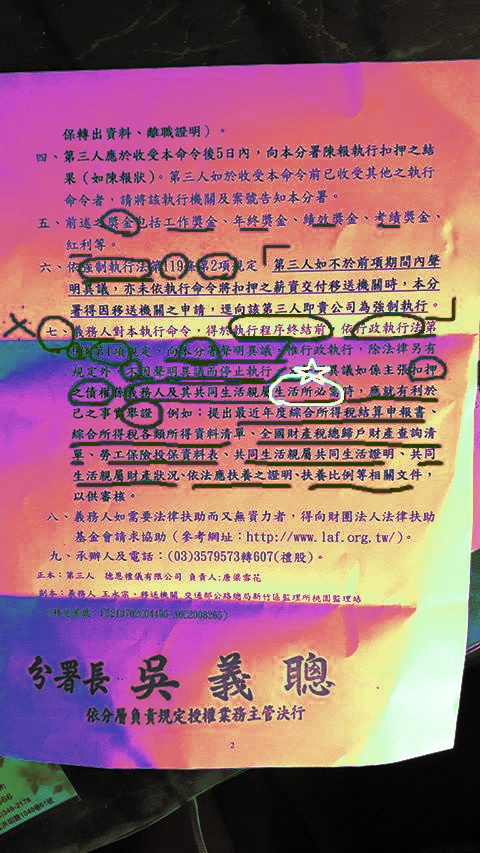 保轉出資料、離職證明)。
四、第三人應於收受本命令後5日內，向本分署陳報執行扣押之結
果(如陳報狀)。第三人如於收受本命令前已收受其他之執行
命令者，請將該執行機關及案號告知本分署。
五、前述之獎金包括工作獎金、年終獎金、績效獎金、考績獎金、
紅利等。
六、依強制執行法第119條第2項規定，「第三人如不於前項期間內聲
明異議，亦未依執行命令將扣押之薪資交付移送機關時，本分
署得因移送機關之申請，逕向該第三人即貴公司為強制執行。」
七、義務人對本執行命令，得於執行程序終結前，依行政執行法第
9條第1項規定，向本分署聲明異議，惟行政執行，除法律另有
規定外，不因聲明異議而停止執行。異議如係主張扣押
之債權係義務人及其共同生活親屬生活所必需時，應就有利於
己之事實舉證，例如：提出最近年度綜合所得稅結算申報書、
綜合所得稅各類所得資料清單、全國財產稅總歸戶財產查詢清
單、勞工保險投保資料表、共同生活親屬共同生活證明、共同
生活親屬財產狀況、依法應扶養之證明、扶養比例等相關文件，
以供審核。
八、義務人如需要法律扶助而又無資力者，得向財團法人法律扶助
基金會請求協助(參考網址：http://www.laf.org.tw/)。
九、承辦人及電話：(03)3579573轉607(禮股)。
正本：第三人 德恩禮儀有限公司 負責人:唐梁雪花
副本：義務人 王永宗、移送機關 交通部公路總局新竹區監理所桃園監理站
分署長 吳義聰
依分層負責規定授權業務主管決行
2